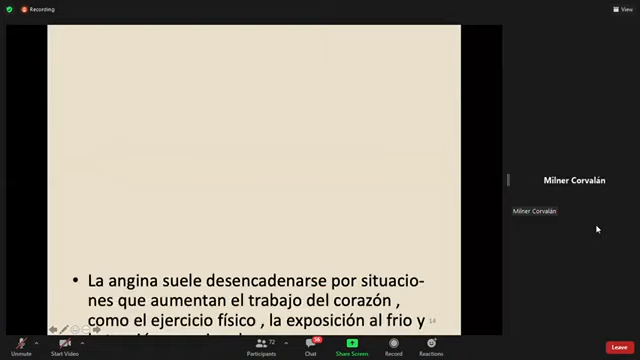 Recording
View
Milner Corvalán
Milner Corvalán
• La angina suele desencadenarse por situacio-
nes que aumentan el trabajo del corazón ,
como el ejercicio físico , la exposición al frio y
14
Unmute
Start Video
72
Participants
56
Chat
Share Screen
Record
Reactions
Leave